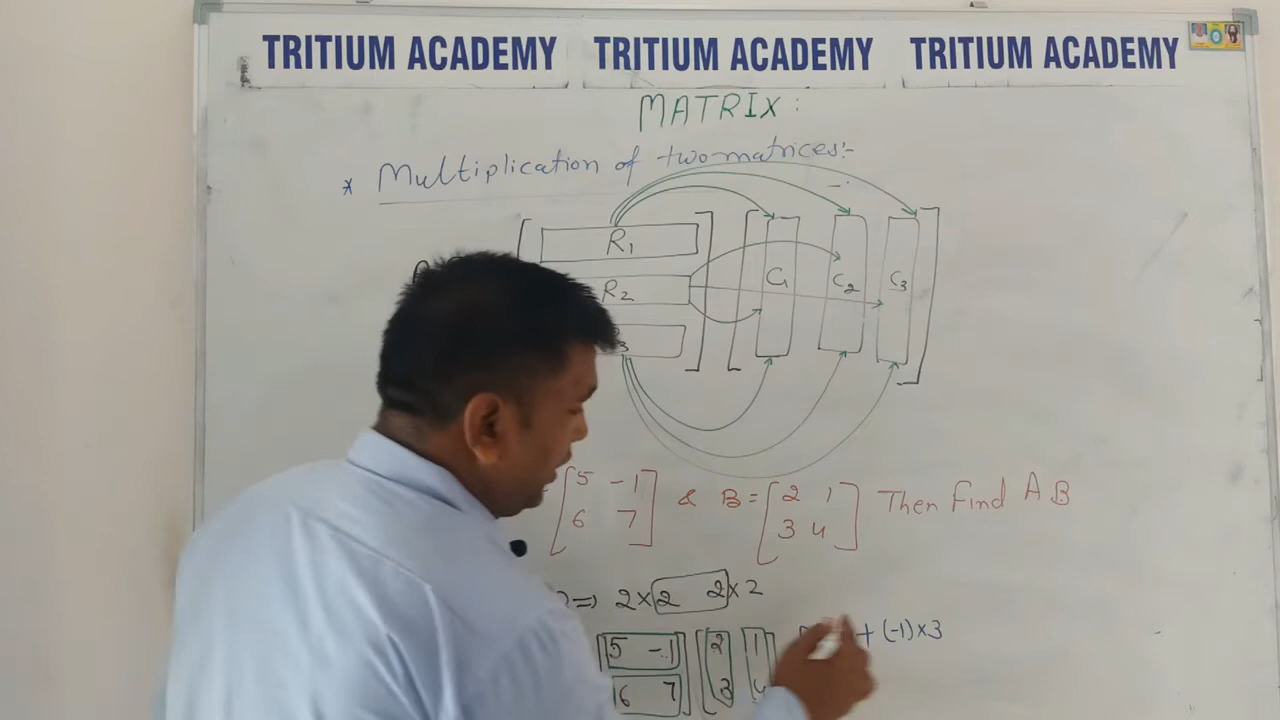 TRITIUM ACADEMY TRITIUM ACADEMY TRITIUM ACADEMY
MATRIX :
* Multiplication of two matrices:-
R1 C1 C2 C3
R2
3
5 -1 & B = 2 1 Then Find AB
6 7 3 4
⇒ 2×2 2×2
+ (-1)×3
5 -1 2 1
6 7 3 4